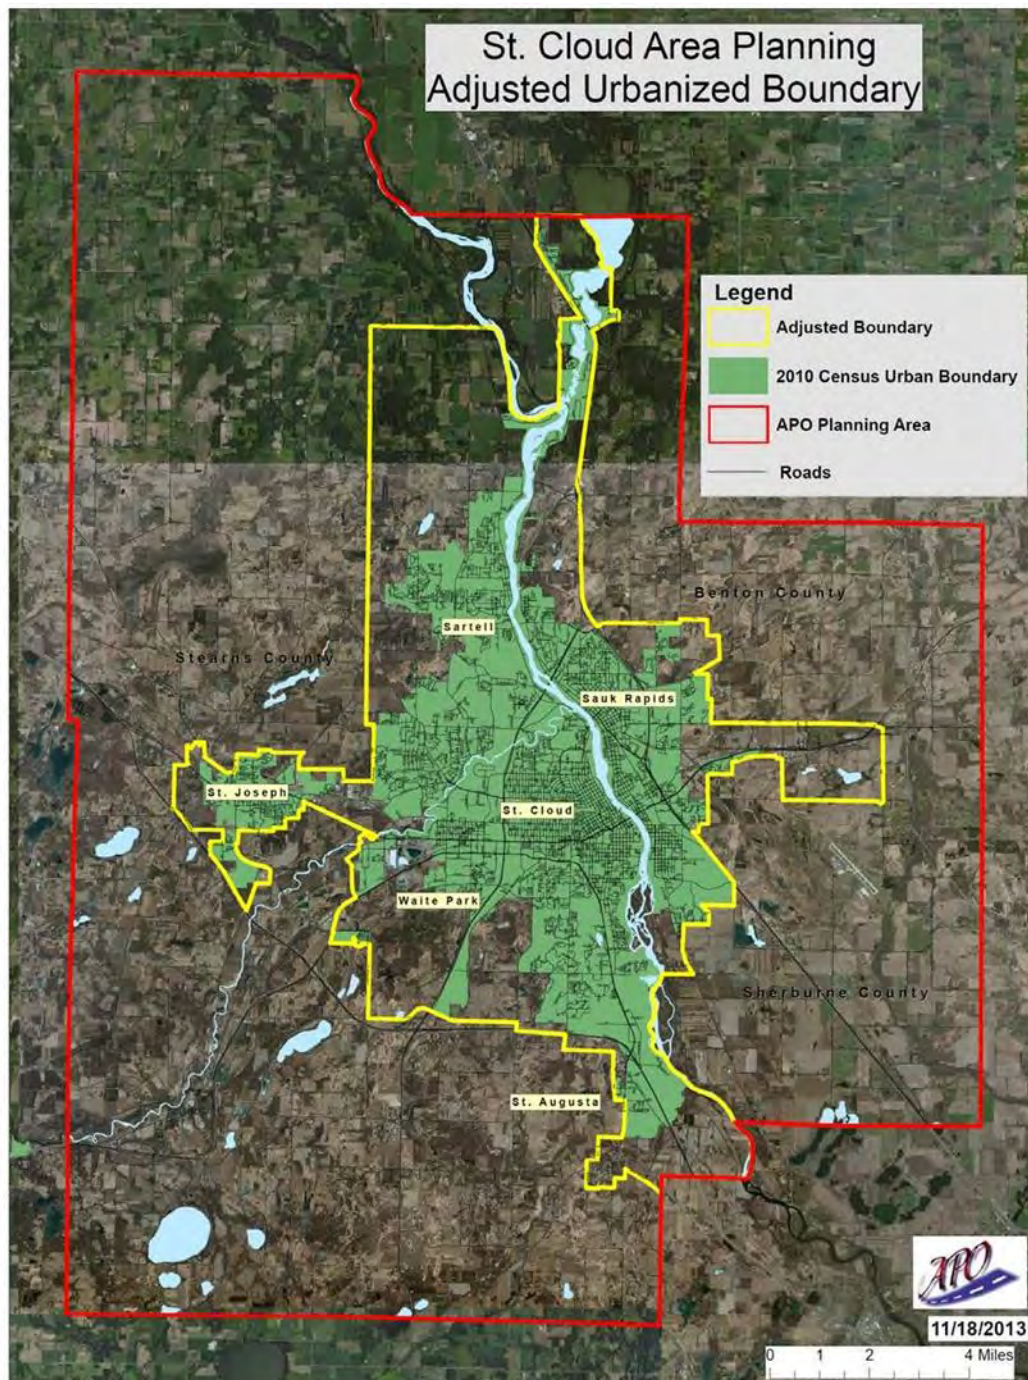 St. Cloud Area Planning
Adjusted Urbanized Boundary
Legend
Adjusted Boundary
2010 Census Urban Boundary
APO Planning Area
Roads
Benton County
Sartell
Stearns County
Sauk Rapids
St. Joseph
St. Cloud
Waite Park
Sherburne County
St. Augusta
APO
11/18/2013
0 1 2 4 Miles